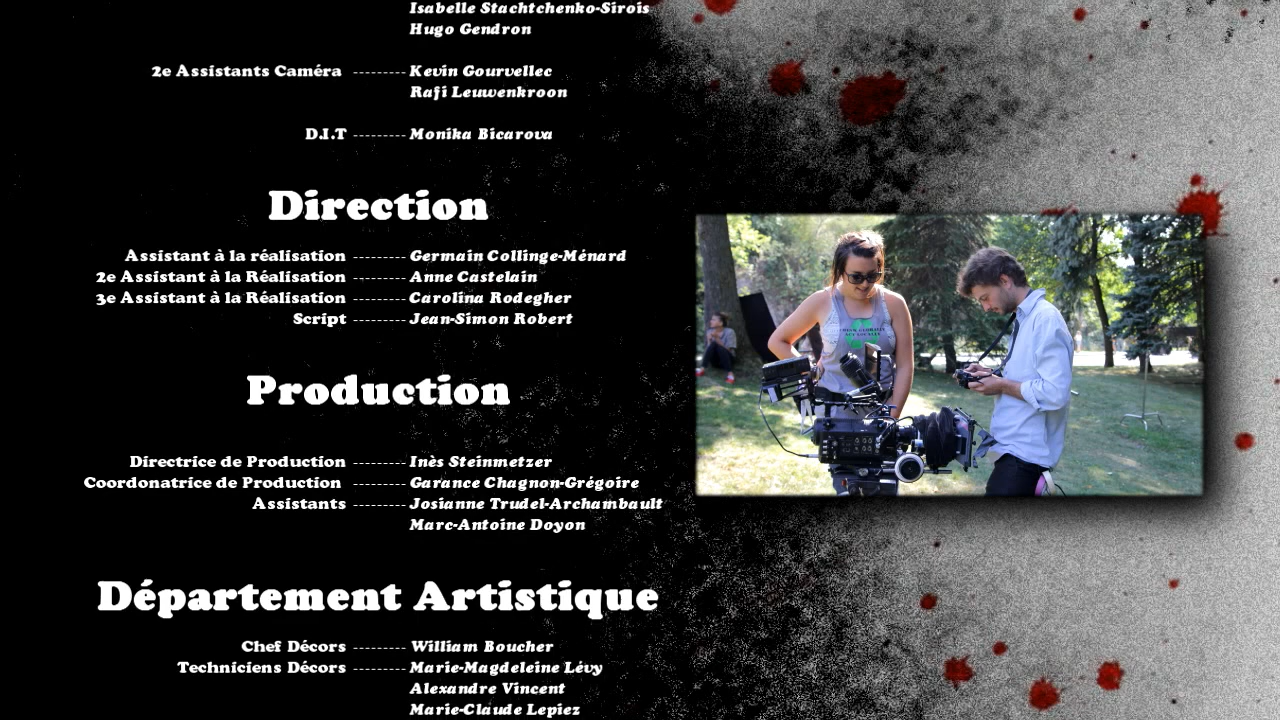 Isabelle Stachtchenko-Sirois
Hugo Gendron
2e Assistants Caméra --------- Kevin Gourvellec
Rafi Leuwenkroon
D.I.T --------- Monika Bicarova
Direction
Assistant à la réalisation --------- Germain Collinge-Ménard
2e Assistant à la Réalisation --------- Anne Castelain
3e Assistant à la Réalisation --------- Carolina Rodegher
Script --------- Jean-Simon Robert
Production
Directrice de Production --------- Inès Steinmetzer
Coordonatrice de Production --------- Garance Chagnon-Grégoire
Assistants --------- Josianne Trudel-Archambault
Marc-Antoine Doyon
Département Artistique
Chef Décors --------- William Boucher
Techniciens Décors --------- Marie-Magdeleine Lévy
Alexandre Vincent
Marie-Claude Lepiez